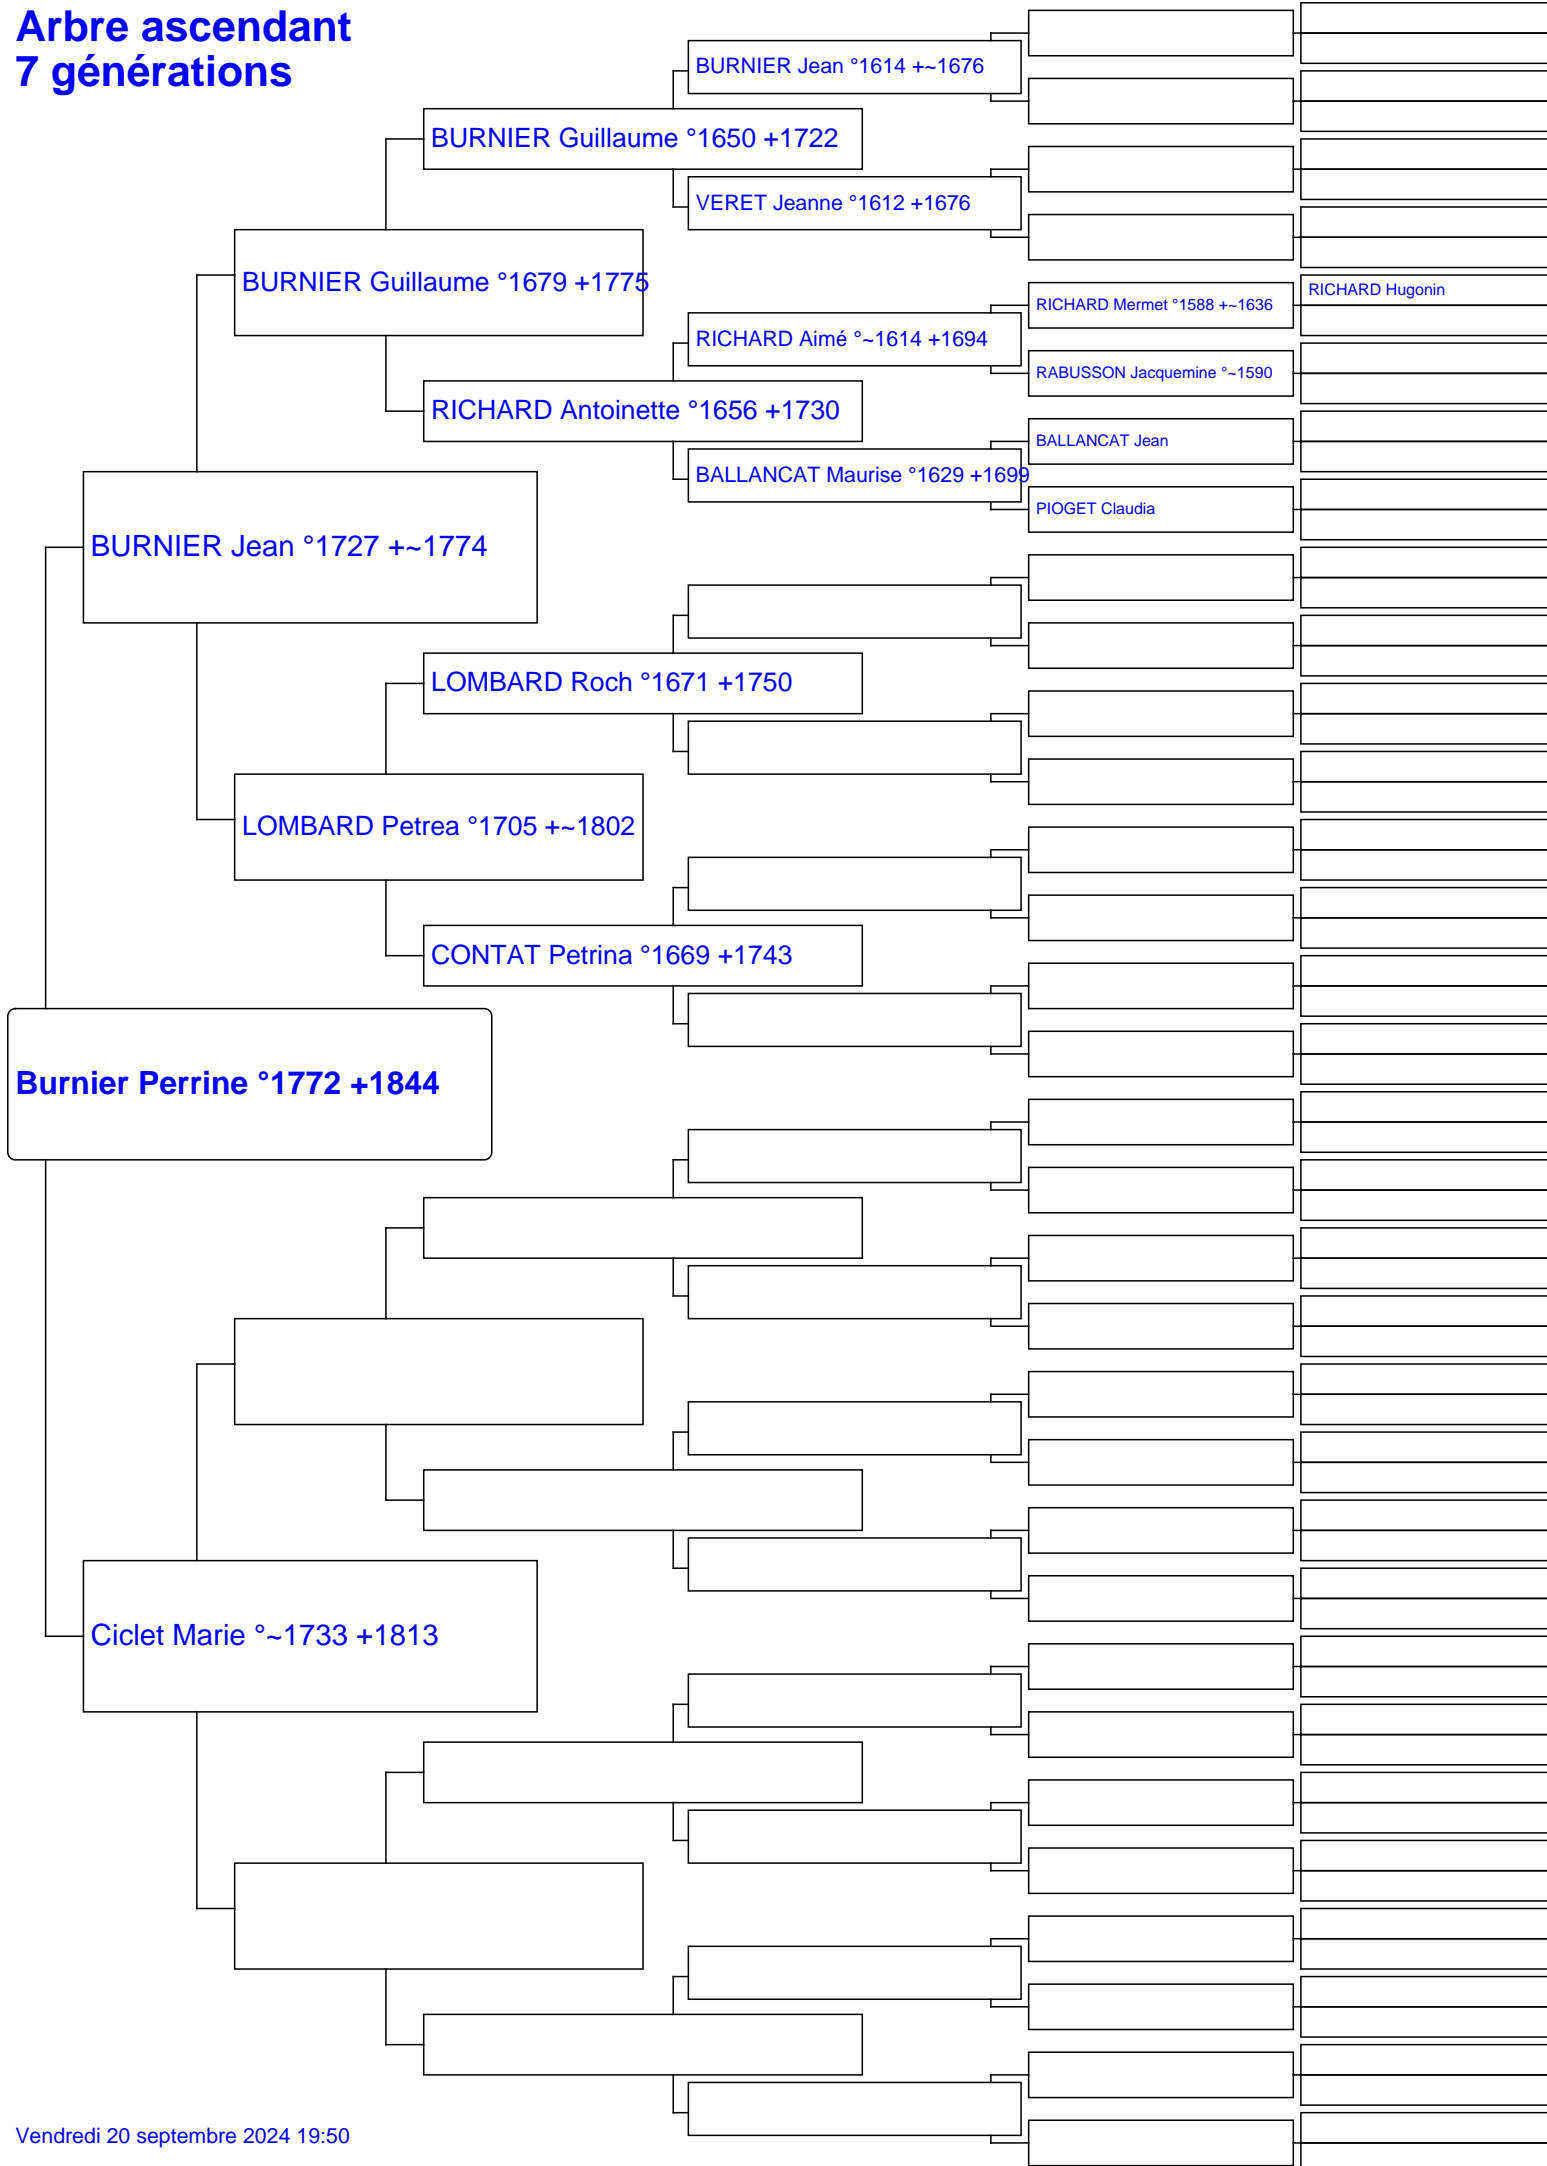 Arbre ascendant
7 générations
BURNIER Jean °1614 +~1676
BURNIER Guillaume °1650 +1722
VERET Jeanne °1612 +1676
BURNIER Guillaume °1679 +1775
RICHARD Hugonin
RICHARD Mermet °1588 +~1636
RICHARD Aimé °~1614 +1694
RABUSSON Jacquemine °~1590
RICHARD Antoinette °1656 +1730
BALLANCAT Jean
BALLANCAT Maurise °1629 +1699
PIOGET Claudia
BURNIER Jean °1727 +~1774
LOMBARD Roch °1671 +1750
LOMBARD Petrea °1705 +~1802
CONTAT Petrina °1669 +1743
Burnier Perrine °1772 +1844
Ciclet Marie °~1733 +1813
Vendredi 20 septembre 2024 19:50